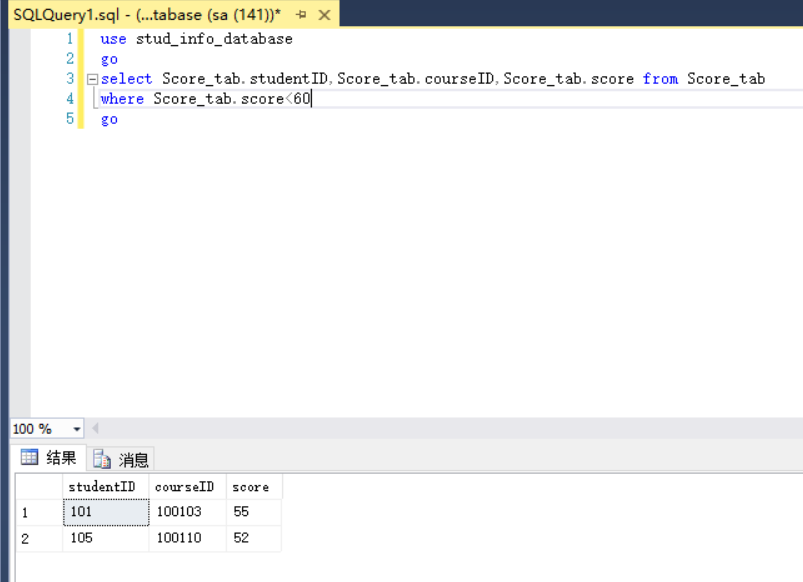 SQLQuery1.sql - (...tabase (sa (141))*
1 use stud_info_database
2 go
3 select Score_tab.studentID,Score_tab.courseID,Score_tab.score from Score_tab
4 where Score_tab.score<60
5 go
100 %
结果 消息
studentID courseID score
1 101 100103 55
2 105 100110 52